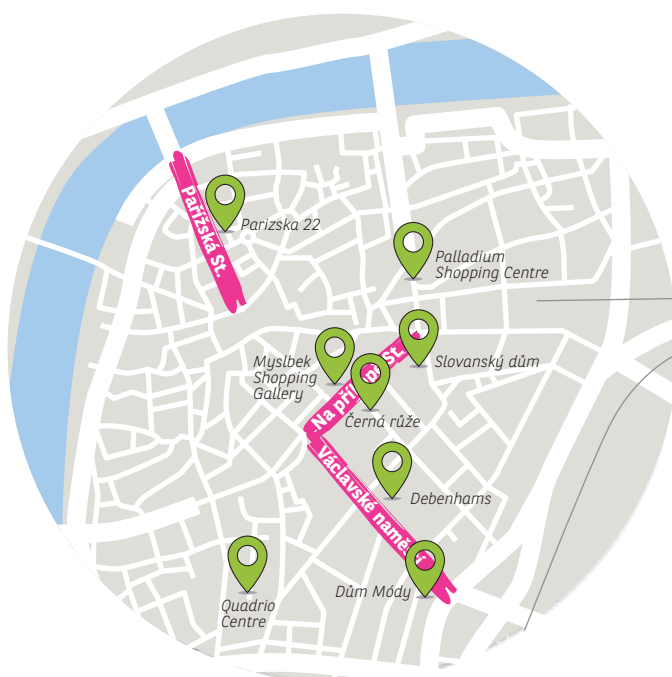 Pařížská St.
Parizska 22
Palladium
Shopping Centre
Slovanský dům
Myslbek
Shopping
Gallery
Černá růže
Václavské
Debenhams
Dům Módy
Quadrio
Centre